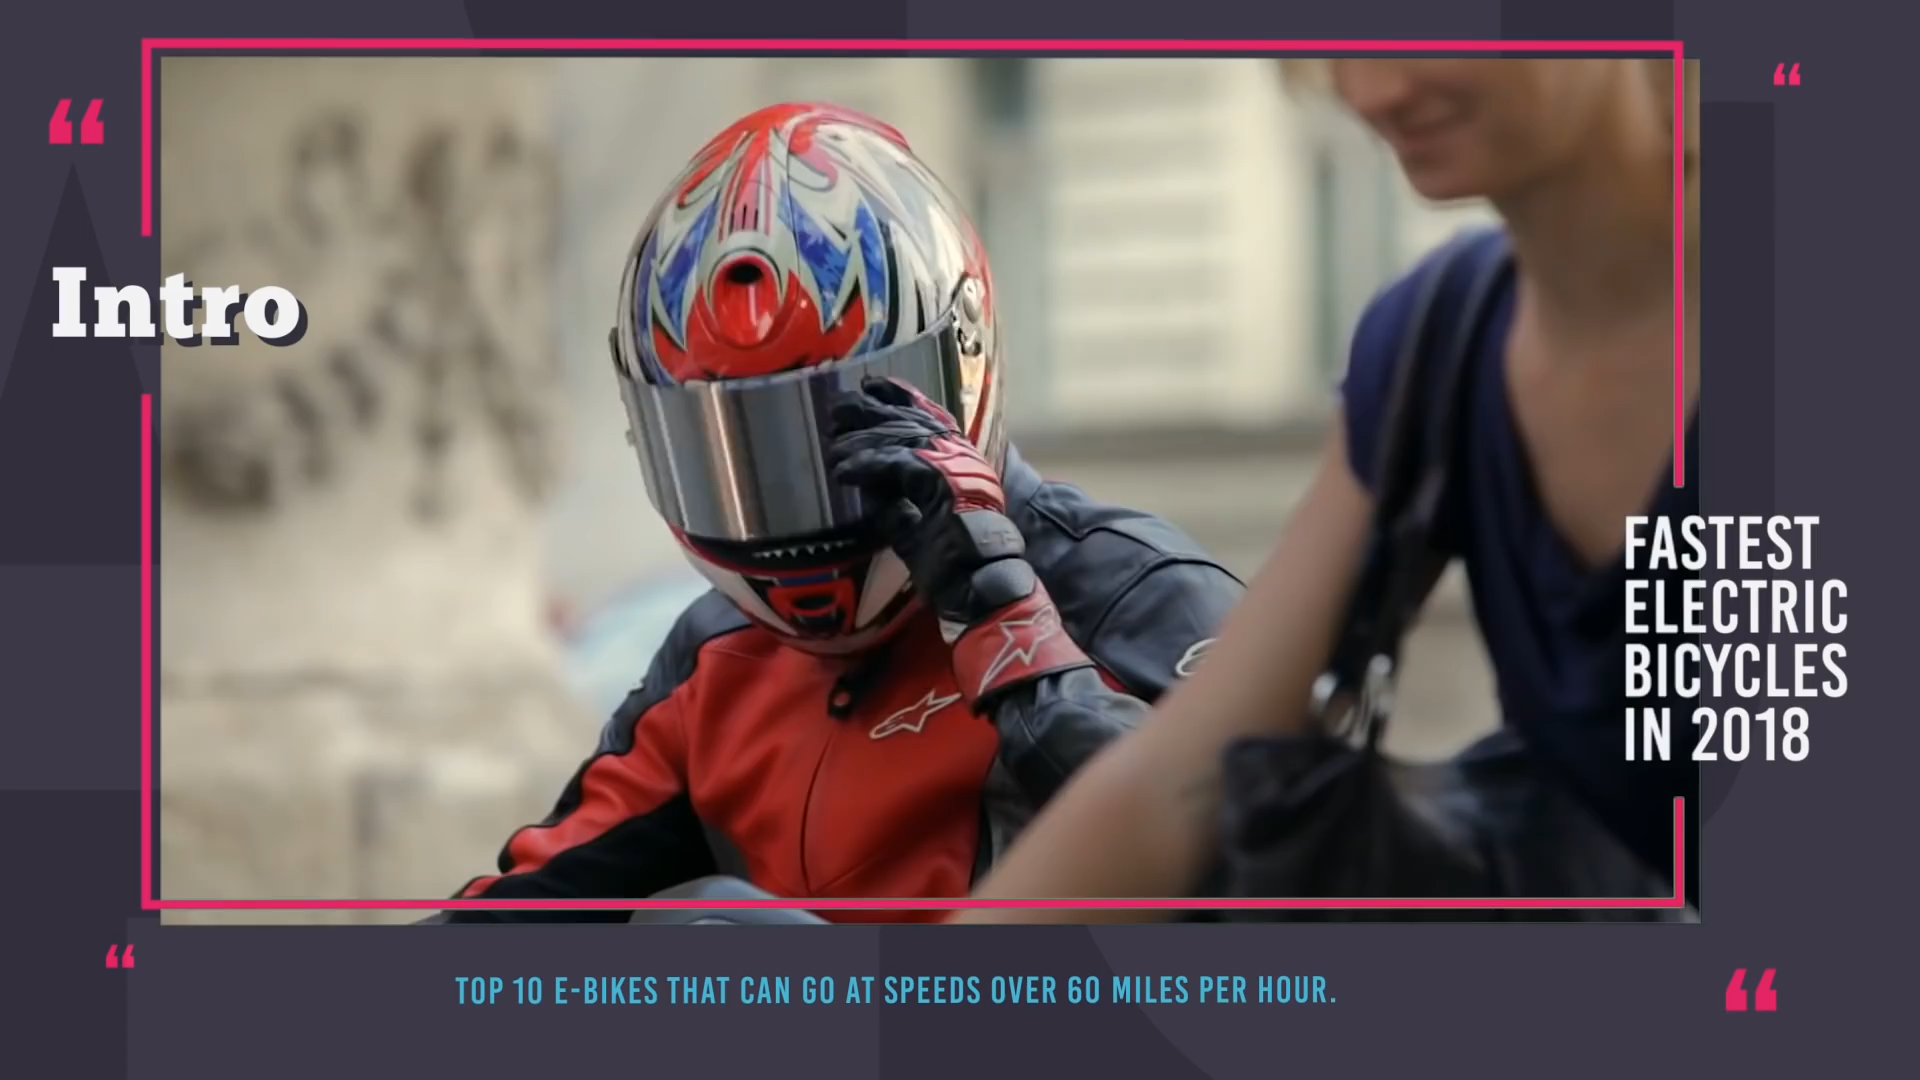 Intro
FASTEST
ELECTRIC
BICYCLES
IN 2018
TOP 10 E-BIKES THAT CAN GO AT SPEEDS OVER 60 MILES PER HOUR.